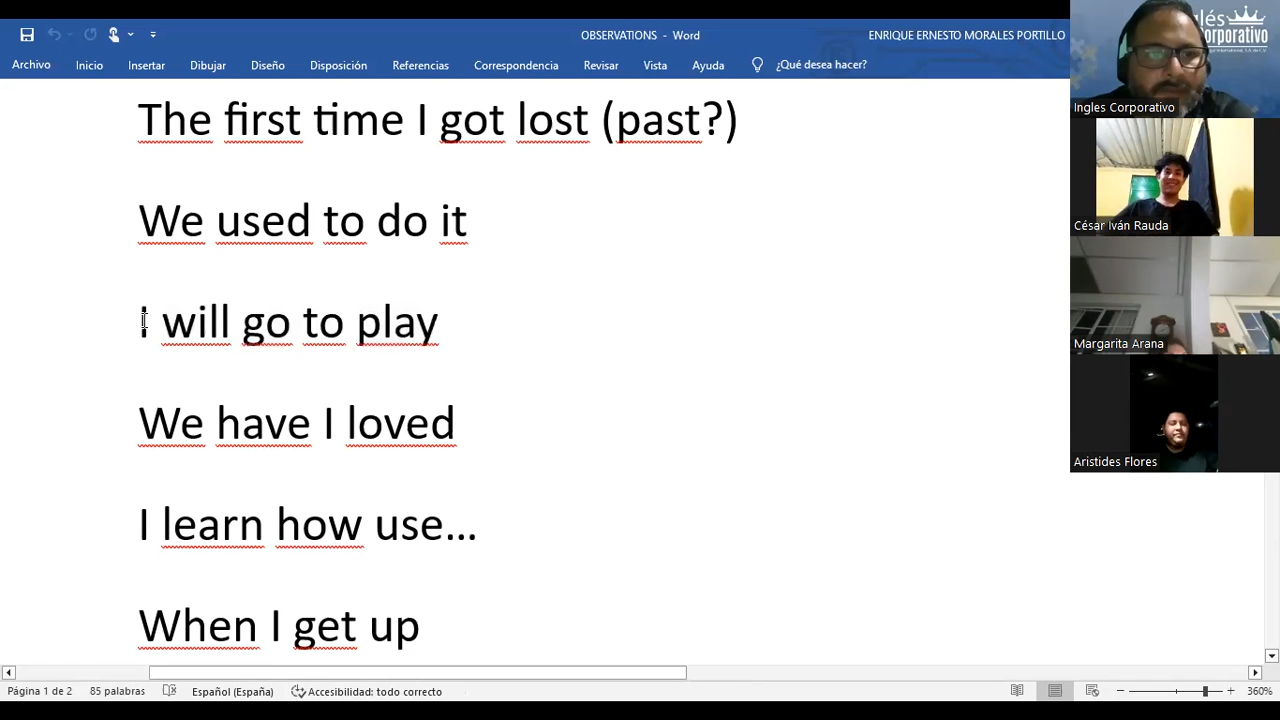 OBSERVATIONS - Word
ENRIQUE ERNESTO MORALES PORTILLO
Archivo Inicio Insertar Dibujar Diseño Disposición Referencias Correspondencia Revisar Vista Ayuda ¿Qué desea hacer?
The first time I got lost (past?)
We used to do it
I will go to play
We have I loved
I learn how use...
When I get up
Ingles Corporativo
César Iván Rauda
Margarita Arana
Aristides Flores
Página 1 de 2 85 palabras Español (España) Accesibilidad: todo correcto 360%